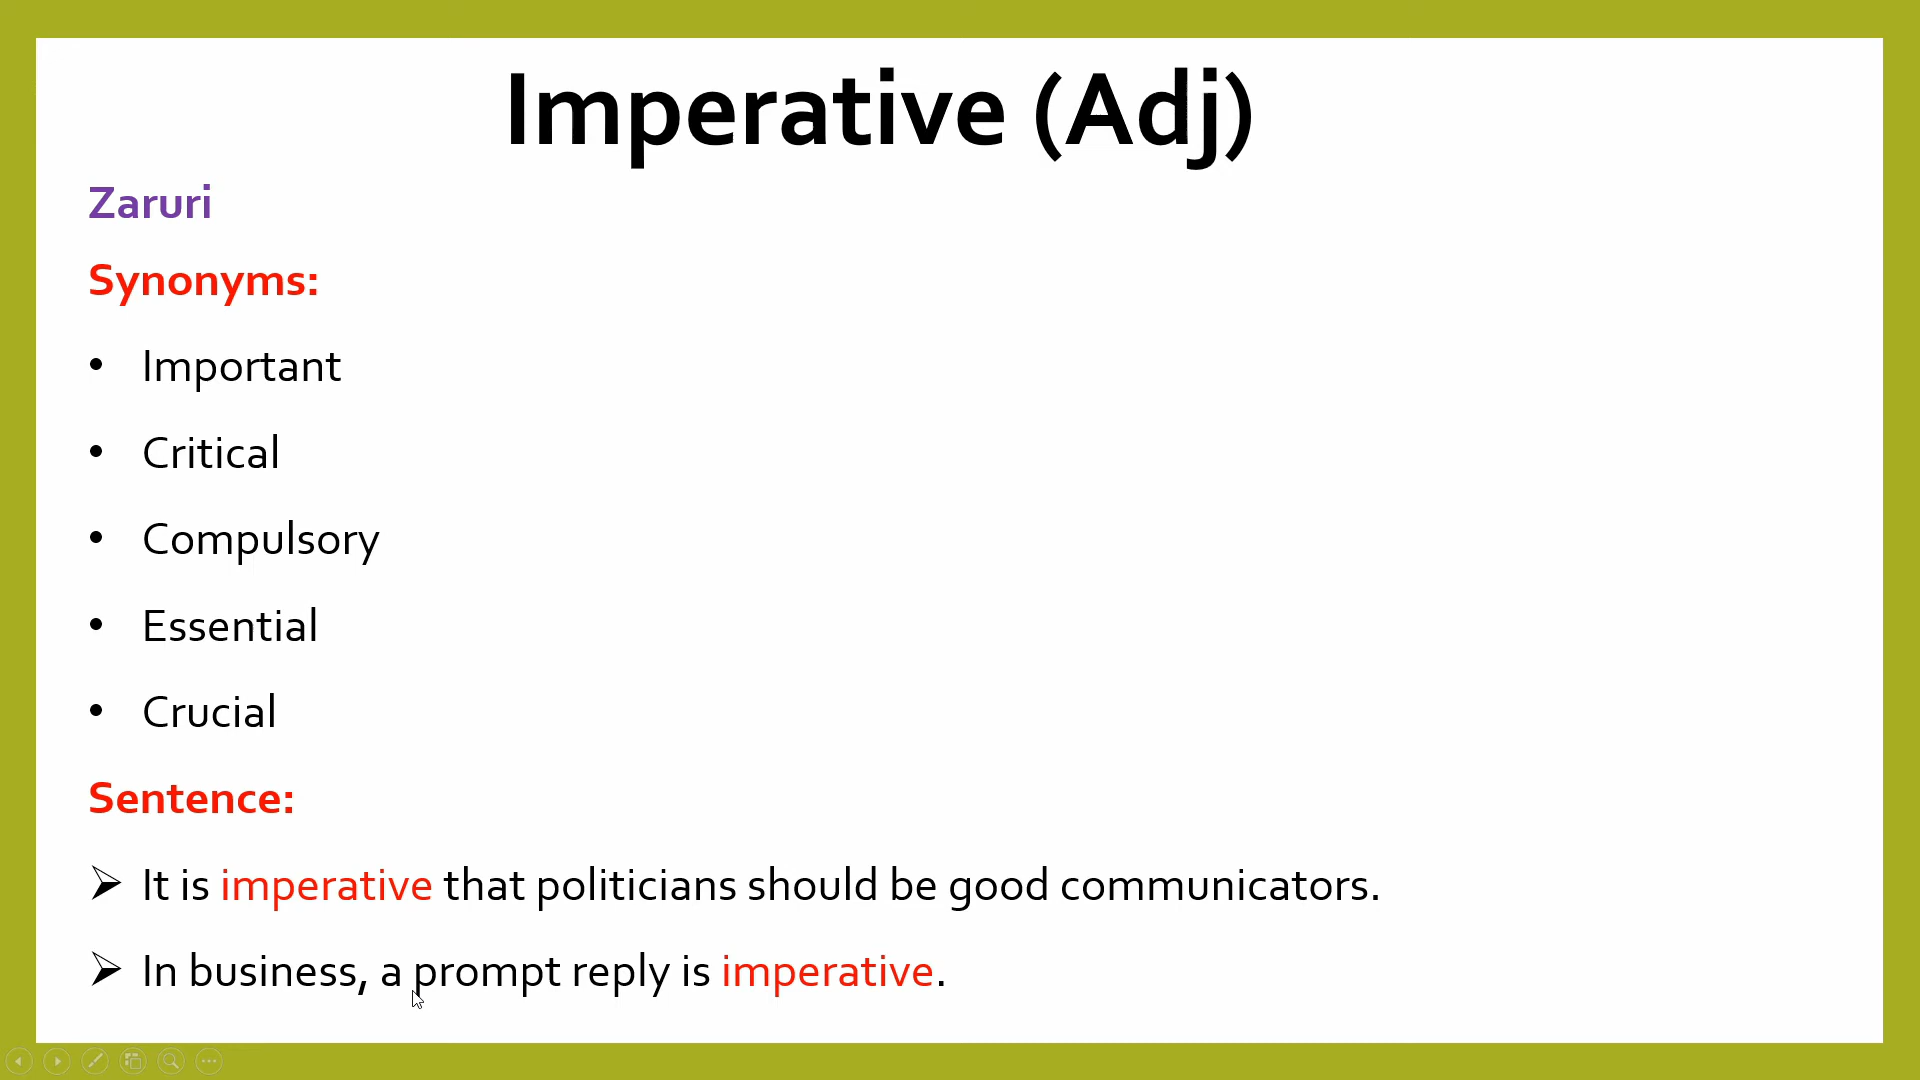 Imperative (Adj)
Zaruri
Synonyms:
• Important
• Critical
• Compulsory
• Essential
• Crucial
Sentence:
➢ It is imperative that politicians should be good communicators.
➢ In business, a prompt reply is imperative.